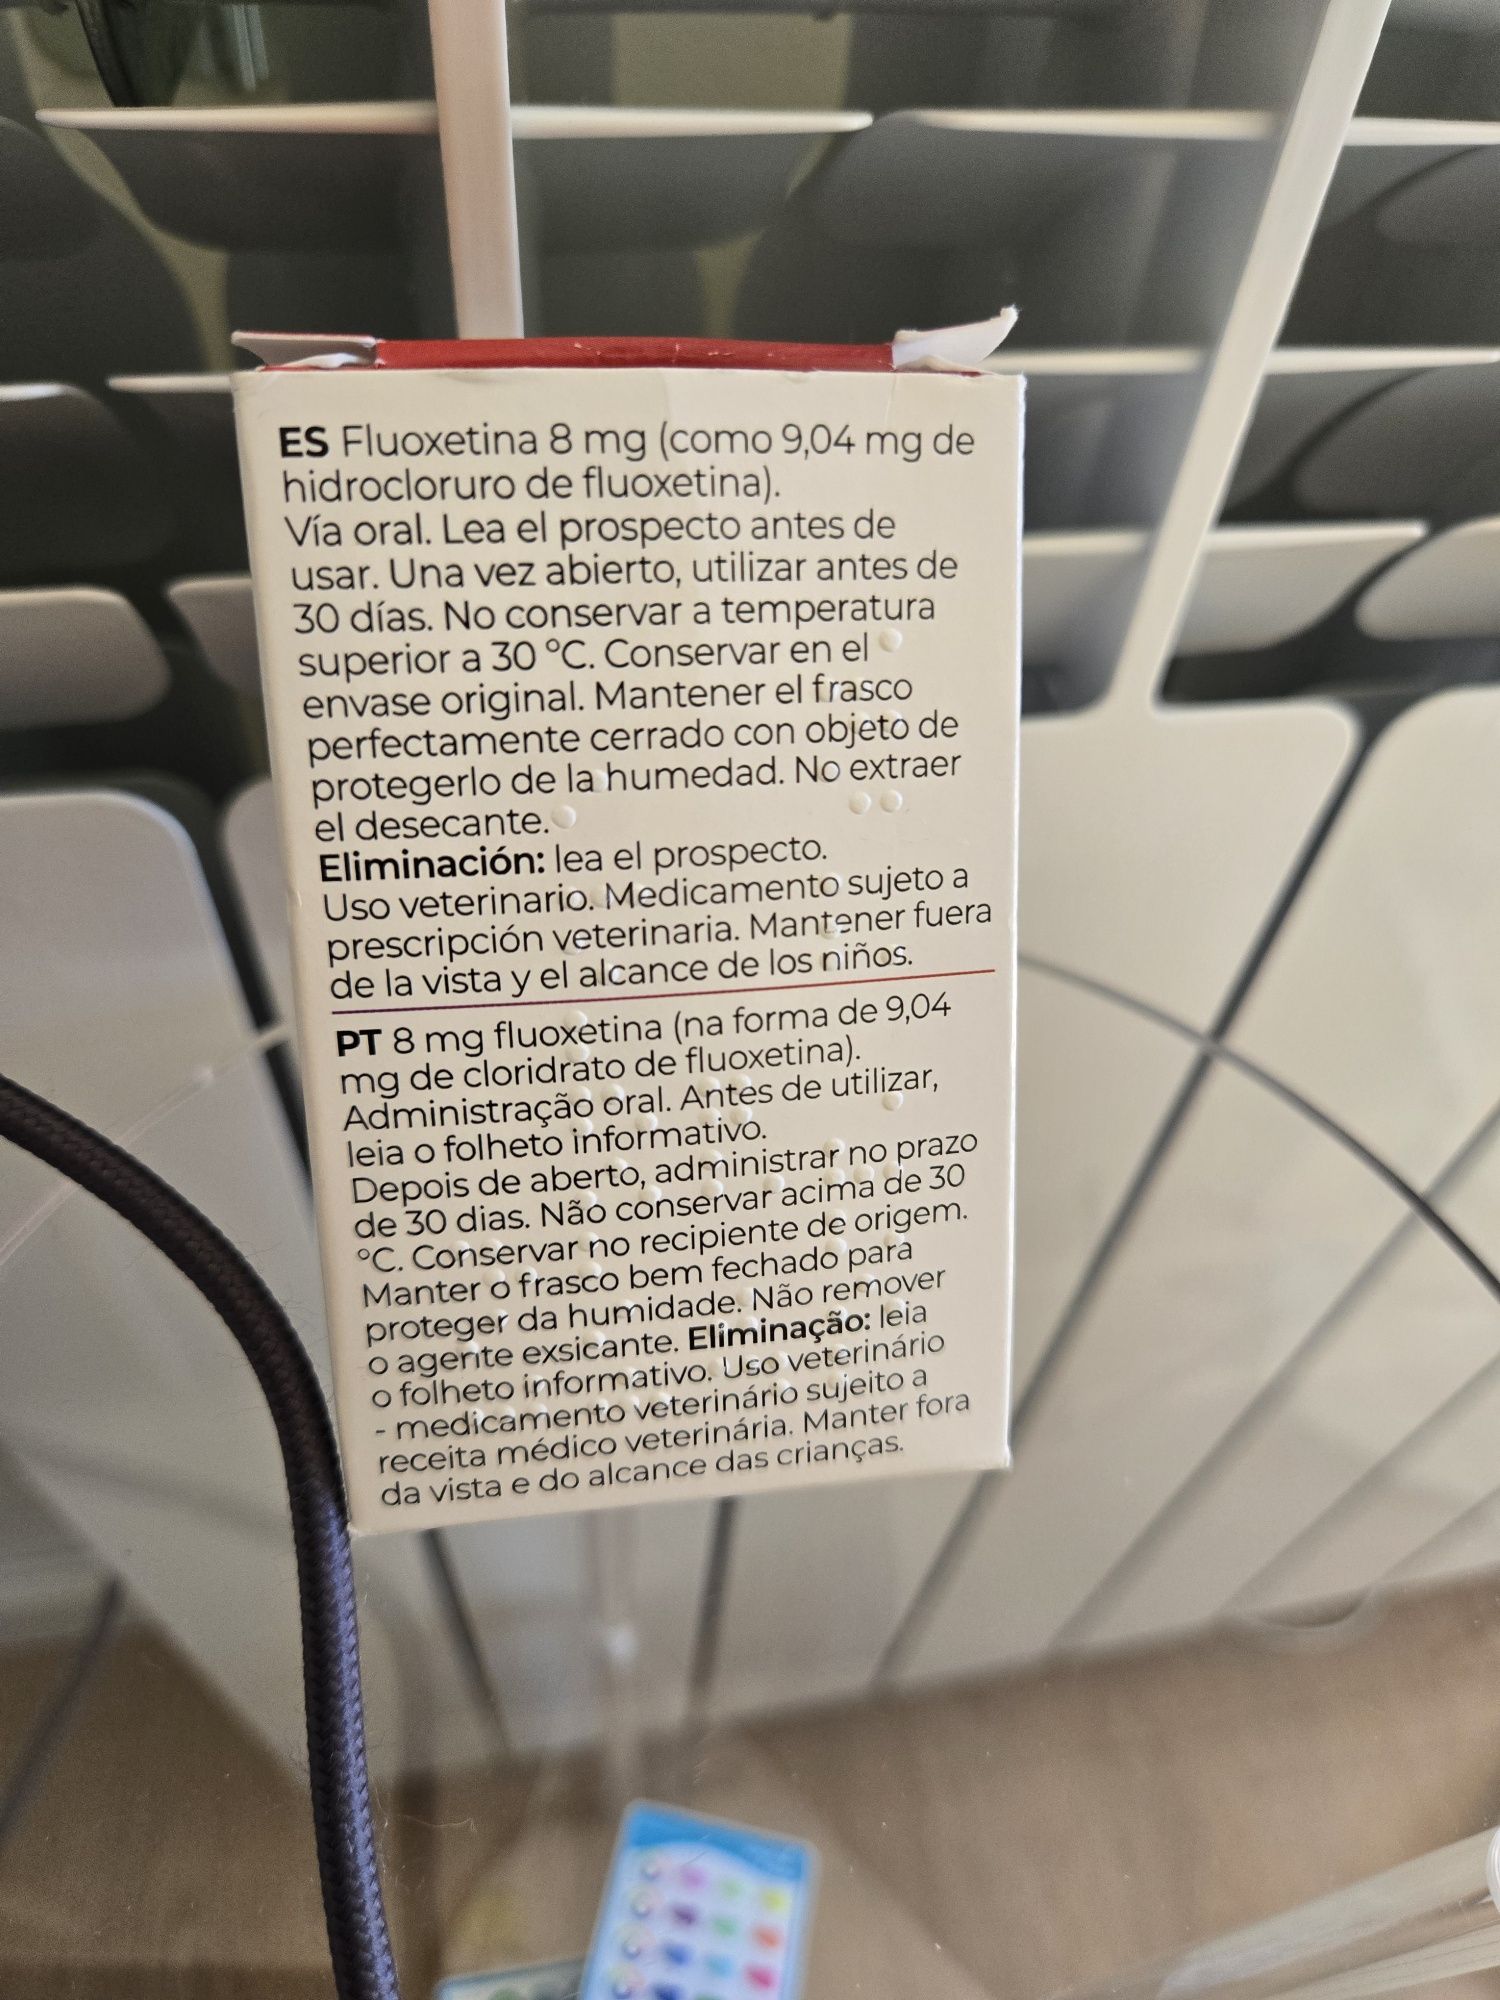 ES Fluoxetina 8 mg (como 9,04 mg de
hidrocloruro de fluoxetina).
Vía oral. Lea el prospecto antes de
usar. Una vez abierto, utilizar antes de
30 días. No conservar a temperatura
superior a 30 °C. Conservar en el
envase original. Mantener el frasco
perfectamente cerrado con objeto de
protegerlo de la humedad. No extraer
el desecante.
Eliminación: lea el prospecto.
Uso veterinario. Medicamento sujeto a
prescripción veterinaria. Mantener fuera
de la vista y el alcance de los niños.
PT 8 mg fluoxetina (na forma de 9,04
mg de cloridrato de fluoxetina).
Administração oral. Antes de utilizar,
leia o folheto informativo.
Depois de aberto, administrar no prazo
de 30 dias. Não conservar acima de 30
°C. Conservar no recipiente de origem.
Manter o frasco bem fechado para
proteger da humidade. Não remover
o agente exsicante. Eliminação: leia
o folheto informativo. Uso veterinário
- medicamento veterinário sujeito a
receita médico veterinária. Manter fora
da vista e do alcance das crianças.